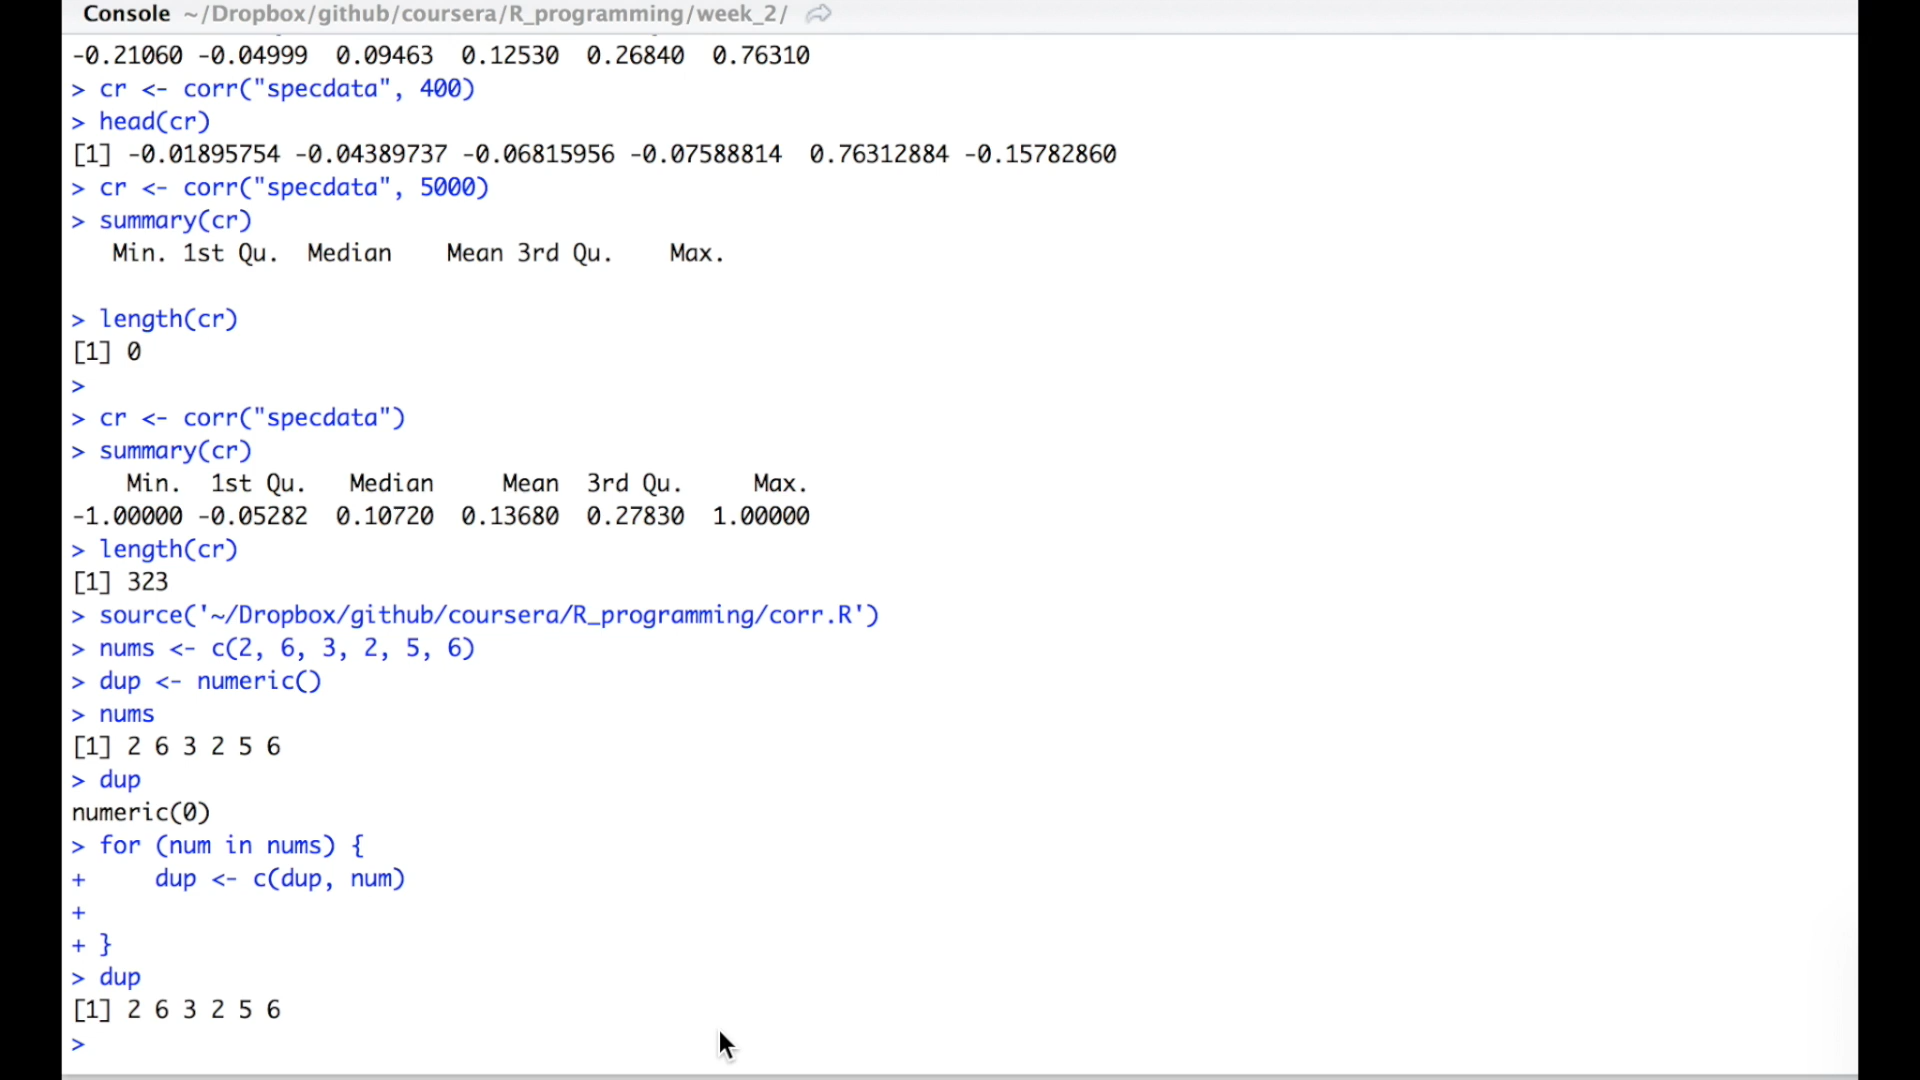 Console ~/Dropbox/github/coursera/R_programming/week_2/
-0.21060 -0.04999  0.09463  0.12530  0.26840  0.76310
> cr <- corr("specdata", 400)
> head(cr)
[1] -0.01895754 -0.04389737 -0.06815956 -0.07588814  0.76312884 -0.15782860
> cr <- corr("specdata", 5000)
> summary(cr)
   Min. 1st Qu.  Median    Mean 3rd Qu.    Max.
> length(cr)
[1] 0
>
> cr <- corr("specdata")
> summary(cr)
    Min.  1st Qu.   Median     Mean  3rd Qu.     Max.
-1.00000 -0.05282  0.10720  0.13680  0.27830  1.00000
> length(cr)
[1] 323
> source('~/Dropbox/github/coursera/R_programming/corr.R')
> nums <- c(2, 6, 3, 2, 5, 6)
> dup <- numeric()
> nums
[1] 2 6 3 2 5 6
> dup
numeric(0)
> for (num in nums) {
+     dup <- c(dup, num)
+
+ }
> dup
[1] 2 6 3 2 5 6
>